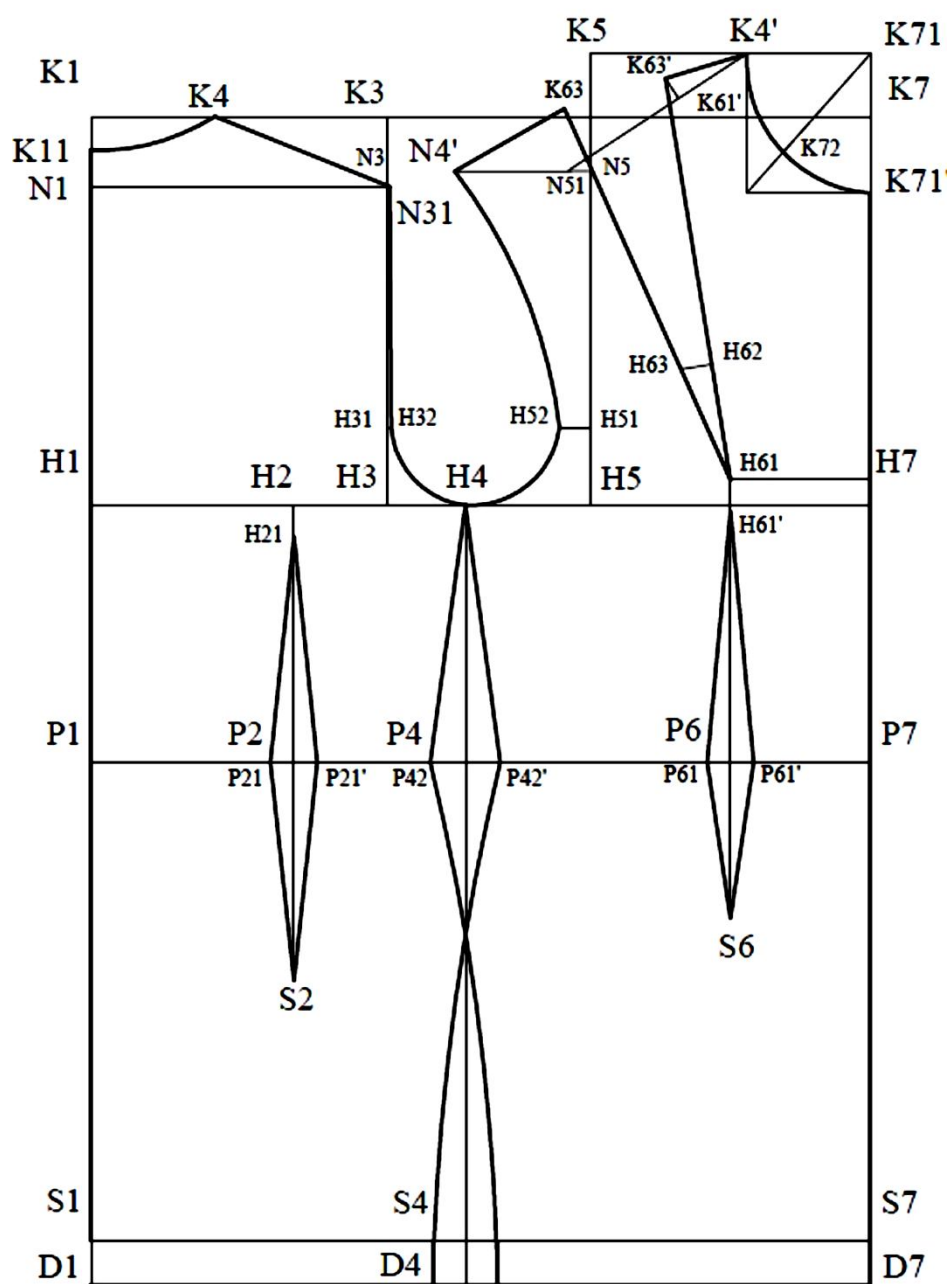 K5 K4' K71
K1 K63'
K4 K3 K63 K61' K7
K11 N3 N4' K72
N1 N51 N5 K71'
N31
H63 H62
H31 H32 H52 H51
H1 H2 H3 H4 H5 H61 H7
H21 H61'
P1 P2 P4 P6 P7
P21 P21' P42 P42' P61 P61'
S6
S2
S1 S4 S7
D1 D4 D7